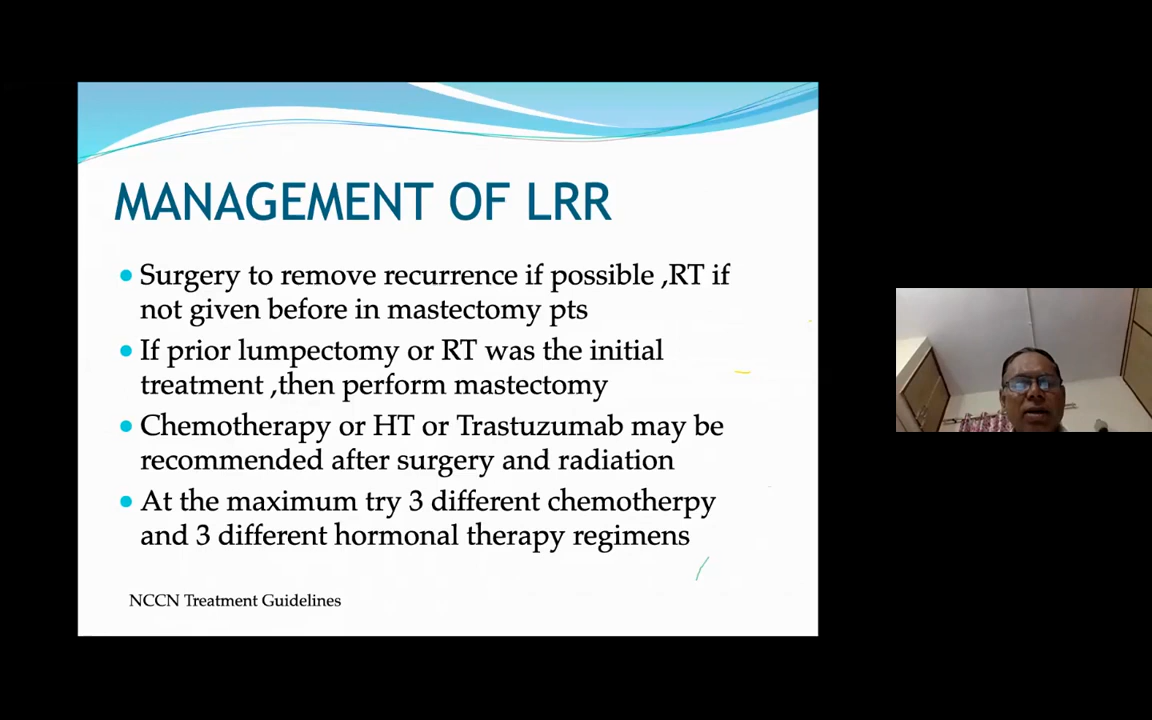 MANAGEMENT OF LRR
Surgery to remove recurrence if possible ,RT if
not given before in mastectomy pts
If prior lumpectomy or RT was the initial
treatment ,then perform mastectomy
Chemotherapy or HT or Trastuzumab may be
recommended after surgery and radiation
At the maximum try 3 different chemotherpy
and 3 different hormonal therapy regimens
NCCN Treatment Guidelines